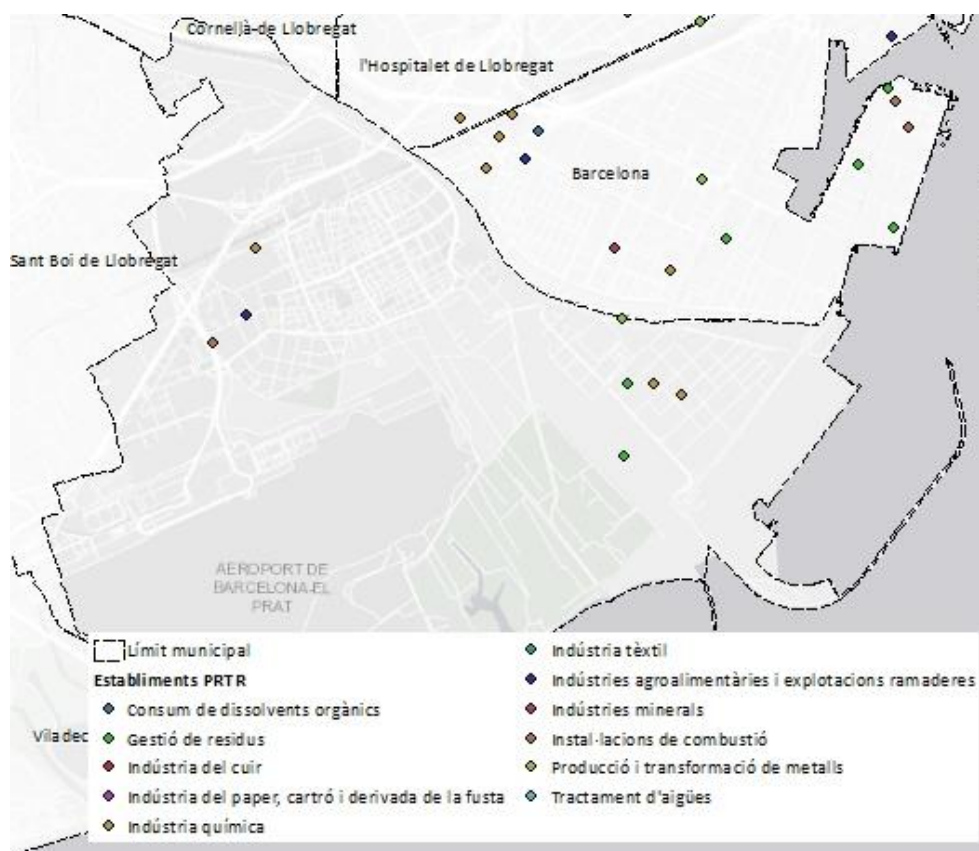 Cornellà de Llobregat
l'Hospitalet de Llobregat
Barcelona
Sant Boi de Llobregat
AEROPORT DE
BARCELONA-EL
PRAT
Viladec
Límit municipal
Establiments PRTR
Consum de dissolvents orgànics
Gestió de residus
Indústria del cuir
Indústria del paper, cartró i derivada de la fusta
Indústria química
Indústria tèxtil
Indústries agroalimentàries i explotacions ramaderes
Indústries minerals
Instal·lacions de combustió
Producció i transformació de metalls
Tractament d'aigües